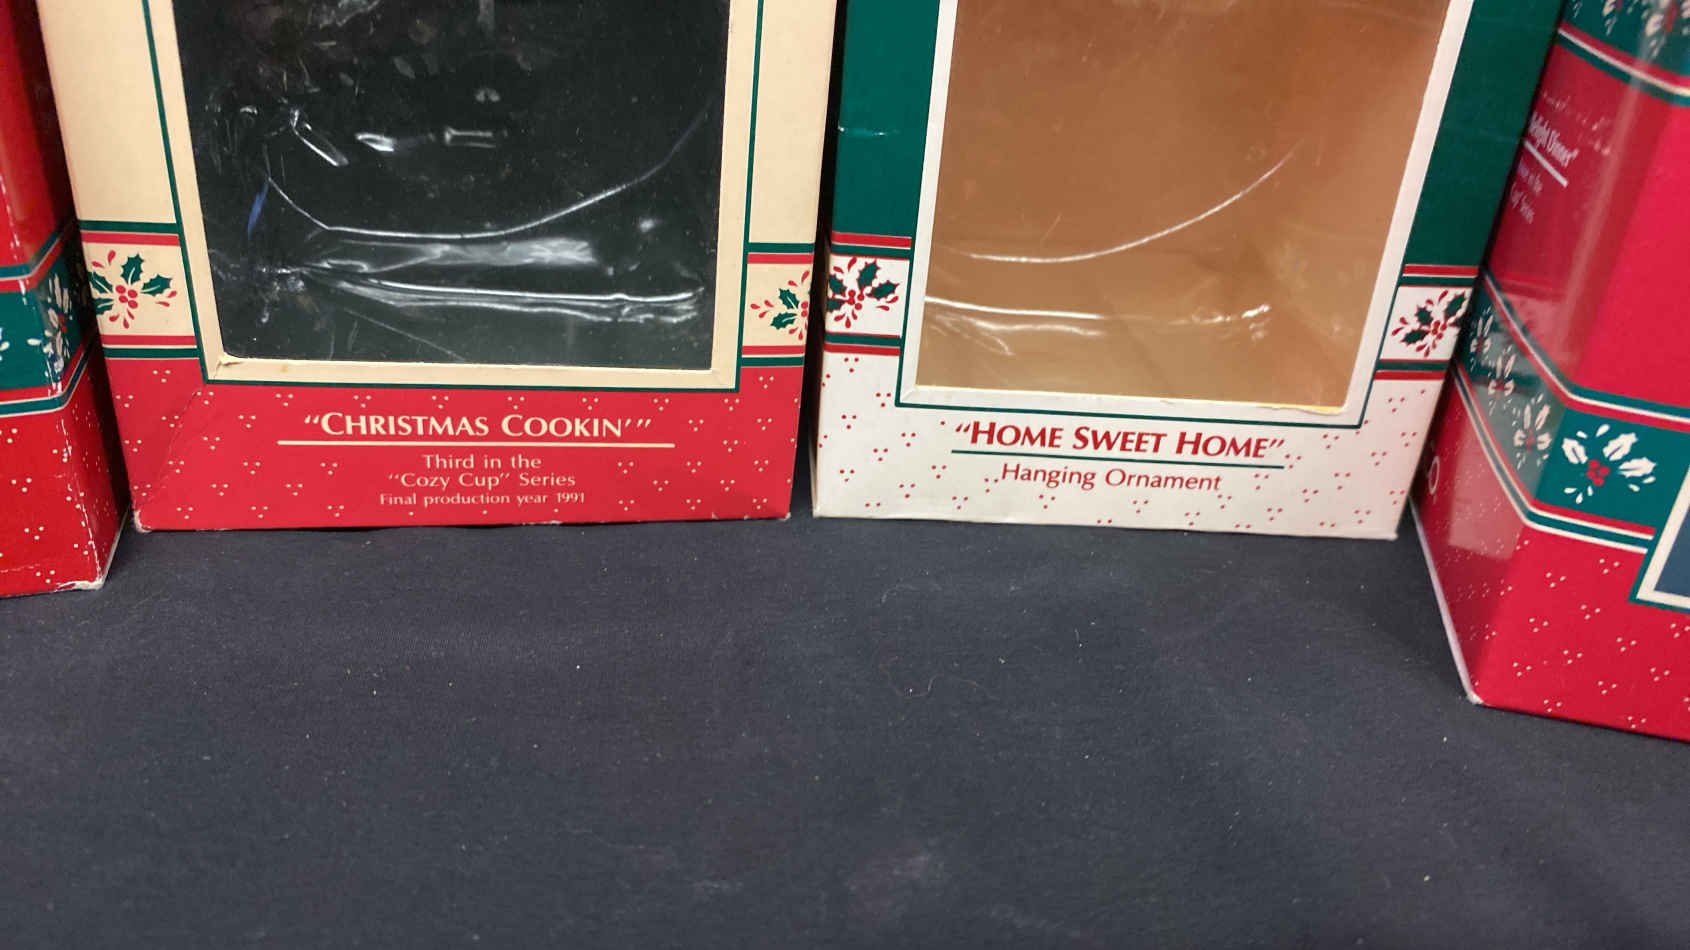 “CHRISTMAS COOKIN’”
Third in the
“Cozy Cup” Series
Final production year 1991
“HOME SWEET HOME”
Hanging Ornament